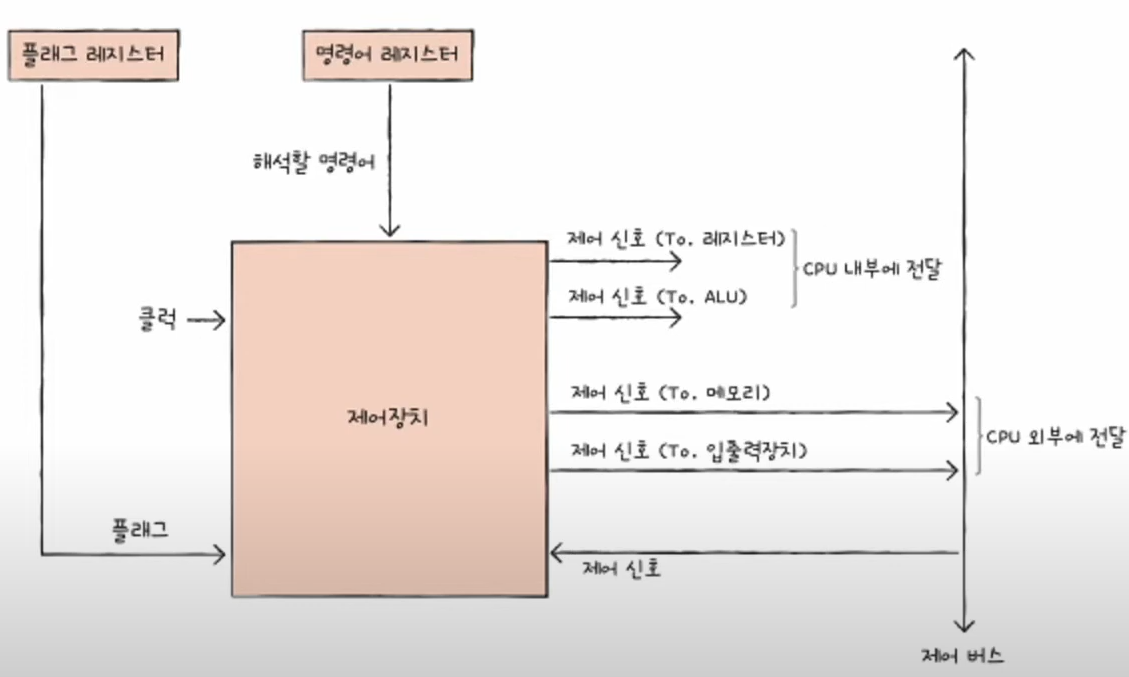 플래그 레지스터
명령어 레지스터
해석할 명령어
제어 신호 (To. 레지스터)
CPU 내부에 전달
제어 신호 (To. ALU)
클럭
제어장치
제어 신호 (To. 메모리)
CPU 외부에 전달
제어 신호 (To. 입출력장치)
플래그
제어 신호
제어 버스